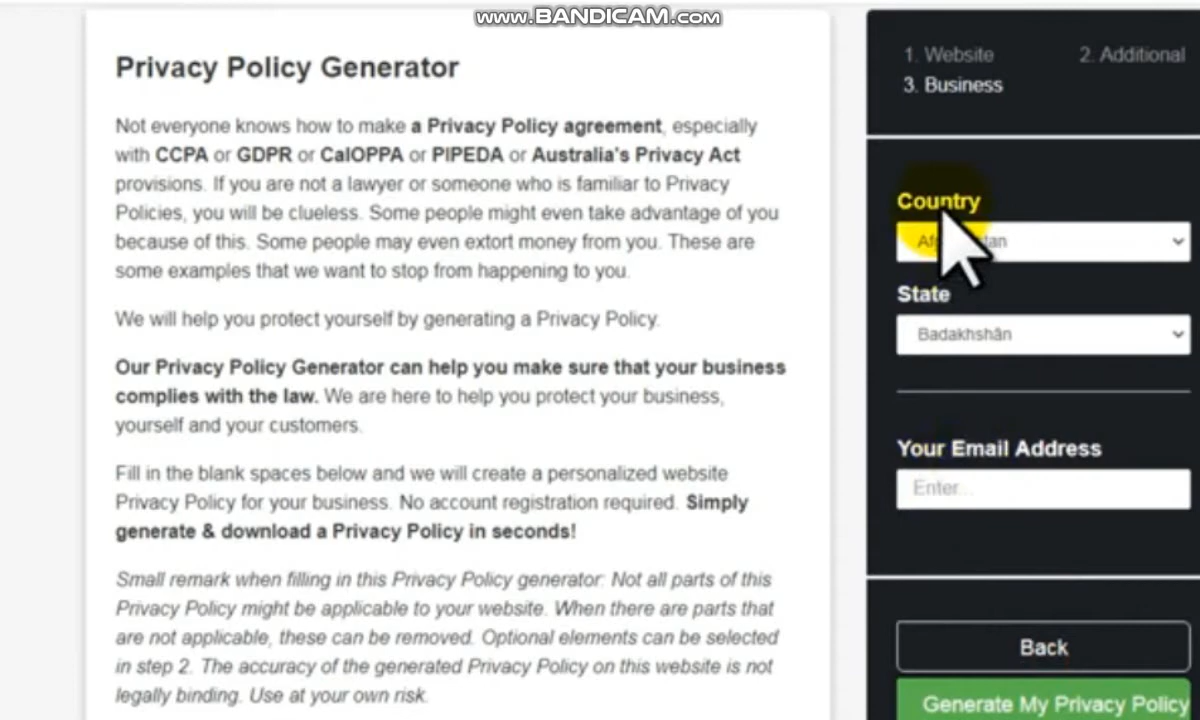 www.BANDICAM.com
Privacy Policy Generator
Not everyone knows how to make a Privacy Policy agreement, especially
with CCPA or GDPR or CalOPPA or PIPEDA or Australia's Privacy Act
provisions. If you are not a lawyer or someone who is familiar to Privacy
Policies, you will be clueless. Some people might even take advantage of you
because of this. Some people may even extort money from you. These are
some examples that we want to stop from happening to you.
We will help you protect yourself by generating a Privacy Policy.
Our Privacy Policy Generator can help you make sure that your business
complies with the law. We are here to help you protect your business,
yourself and your customers.
Fill in the blank spaces below and we will create a personalized website
Privacy Policy for your business. No account registration required. Simply
generate & download a Privacy Policy in seconds!
Small remark when filling in this Privacy Policy generator: Not all parts of this
Privacy Policy might be applicable to your website. When there are parts that
are not applicable, these can be removed. Optional elements can be selected
in step 2. The accuracy of the generated Privacy Policy on this website is not
legally binding. Use at your own risk.
1. Website
2. Additional
3. Business
Country
State
Badakhshān
Your Email Address
Enter...
Back
Generate My Privacy Policy